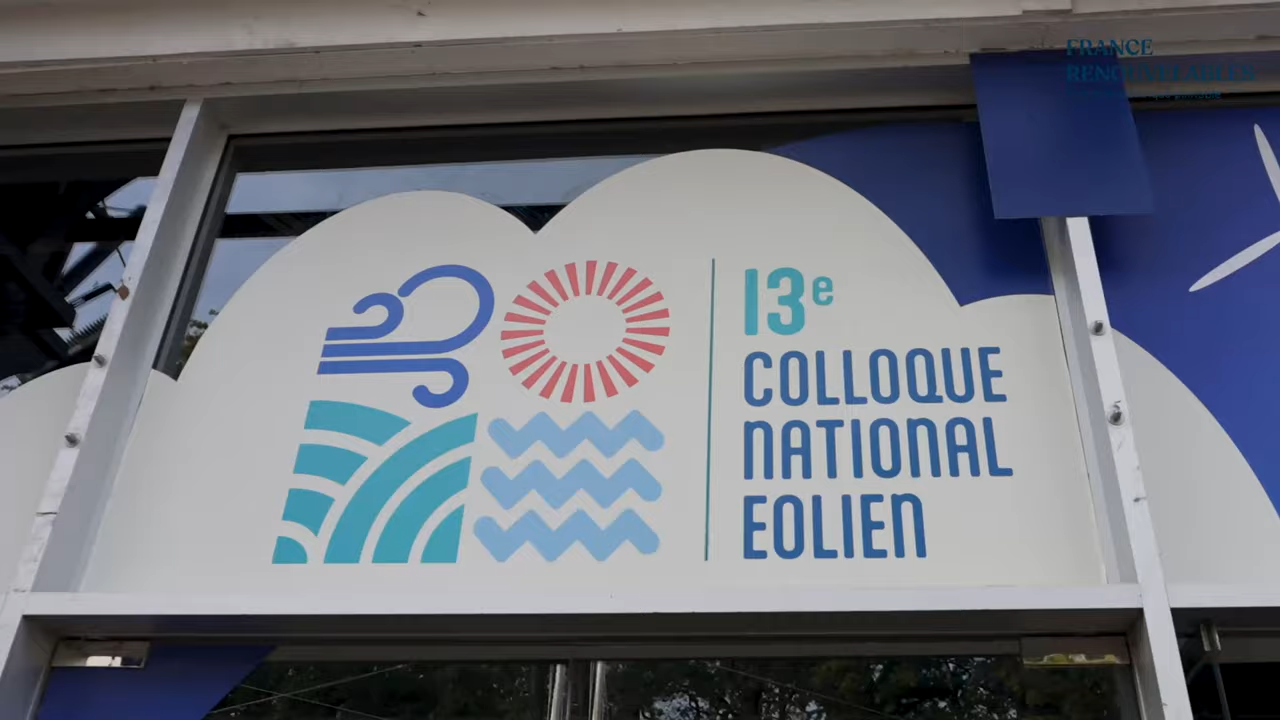 FRANCE
RENOUVELABLES
13e
COLLOQUE
NATIONAL
EOLIEN